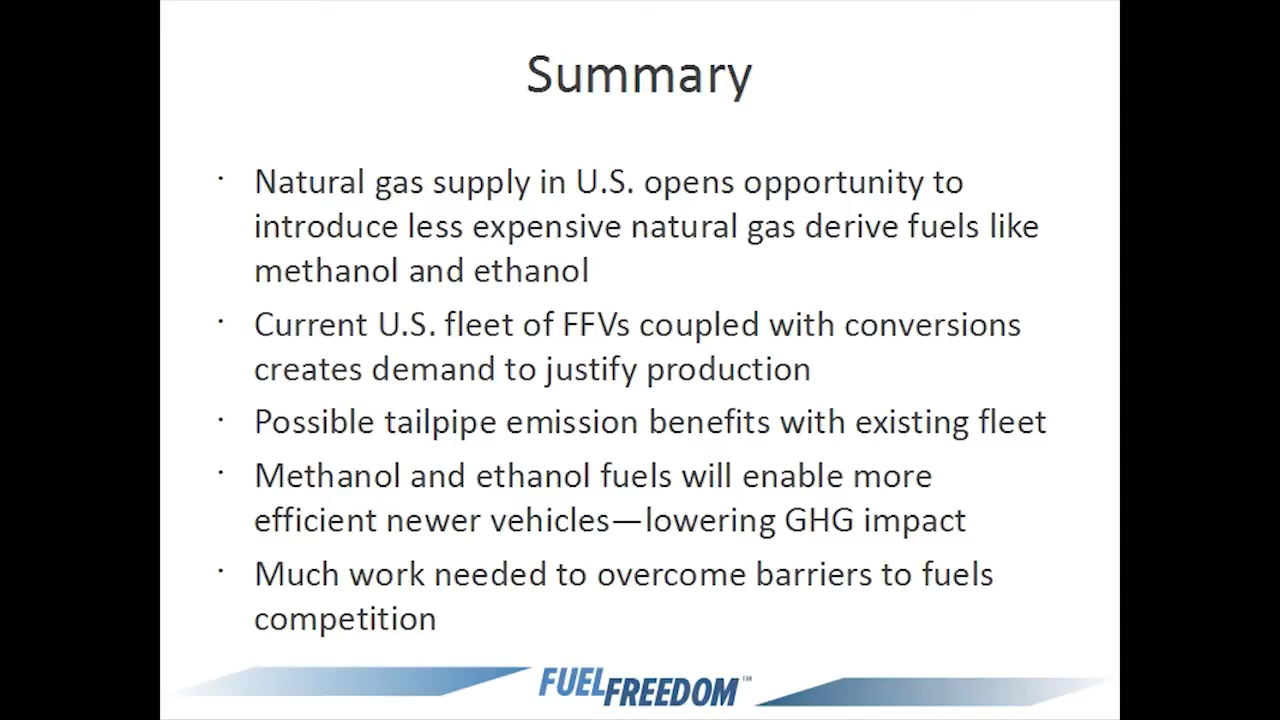 Summary
· Natural gas supply in U.S. opens opportunity to
introduce less expensive natural gas derive fuels like
methanol and ethanol
· Current U.S. fleet of FFVs coupled with conversions
creates demand to justify production
· Possible tailpipe emission benefits with existing fleet
· Methanol and ethanol fuels will enable more
efficient newer vehicles—lowering GHG impact
· Much work needed to overcome barriers to fuels
competition
FUELFREEDOM™